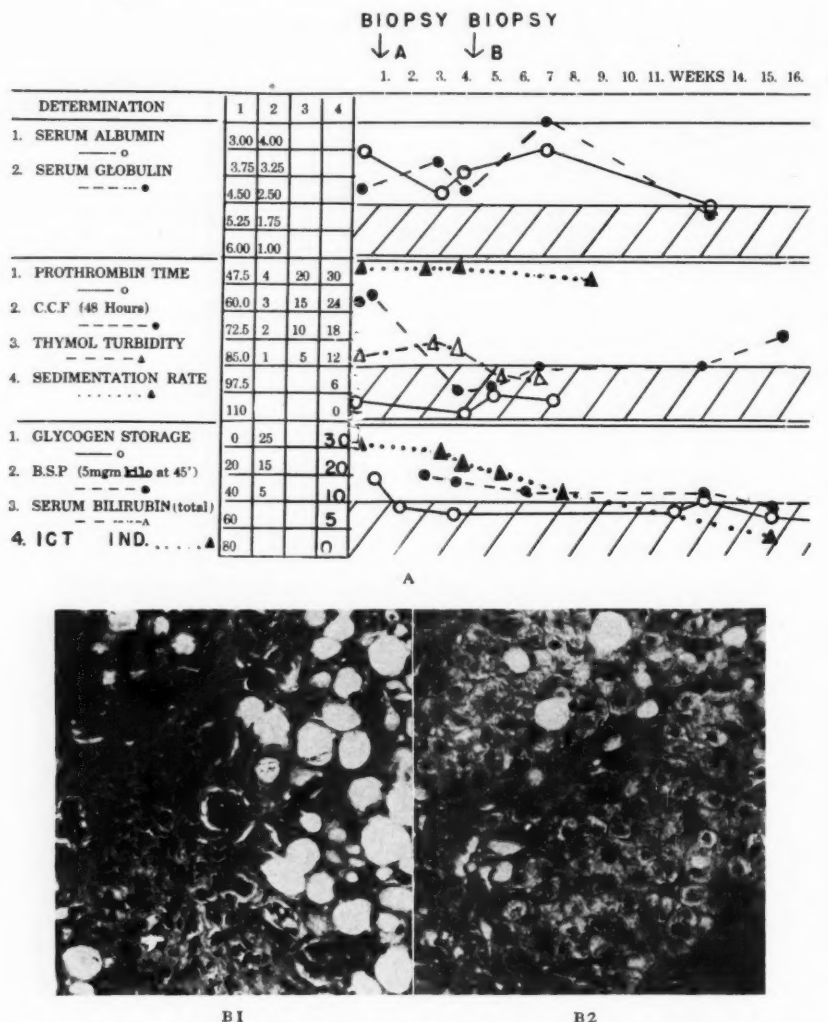 BIOPSY BIOPSY
A B
1. 2. 3. 4. 5. 6. 7 8. 9. 10. 11. WEEKS 14. 15. 16.
DETERMINATION 1 2 3 4
1. SERUM ALBUMIN 3.00 4.00
2. SERUM GLOBULIN 3.75 3.25
4.50 2.50
5.25 1.75
6.00 1.00
1. PROTHROMBIN TIME 47.5 4 20 30
2. C.C.F (48 Hours) 60.0 3 15 24
72.5 2 10 18
3. THYMOL TURBIDITY 85.0 1 5 12
4. SEDIMENTATION RATE 97.5 6
110 0
1. GLYCOGEN STORAGE 0 25 30
2. B.S.P (5mgm kilo at 45') 20 15 20
40 5 10
3. SERUM BILIRUBIN (total) 60 5
4. ICT IND. 80 0
A
B1 B2